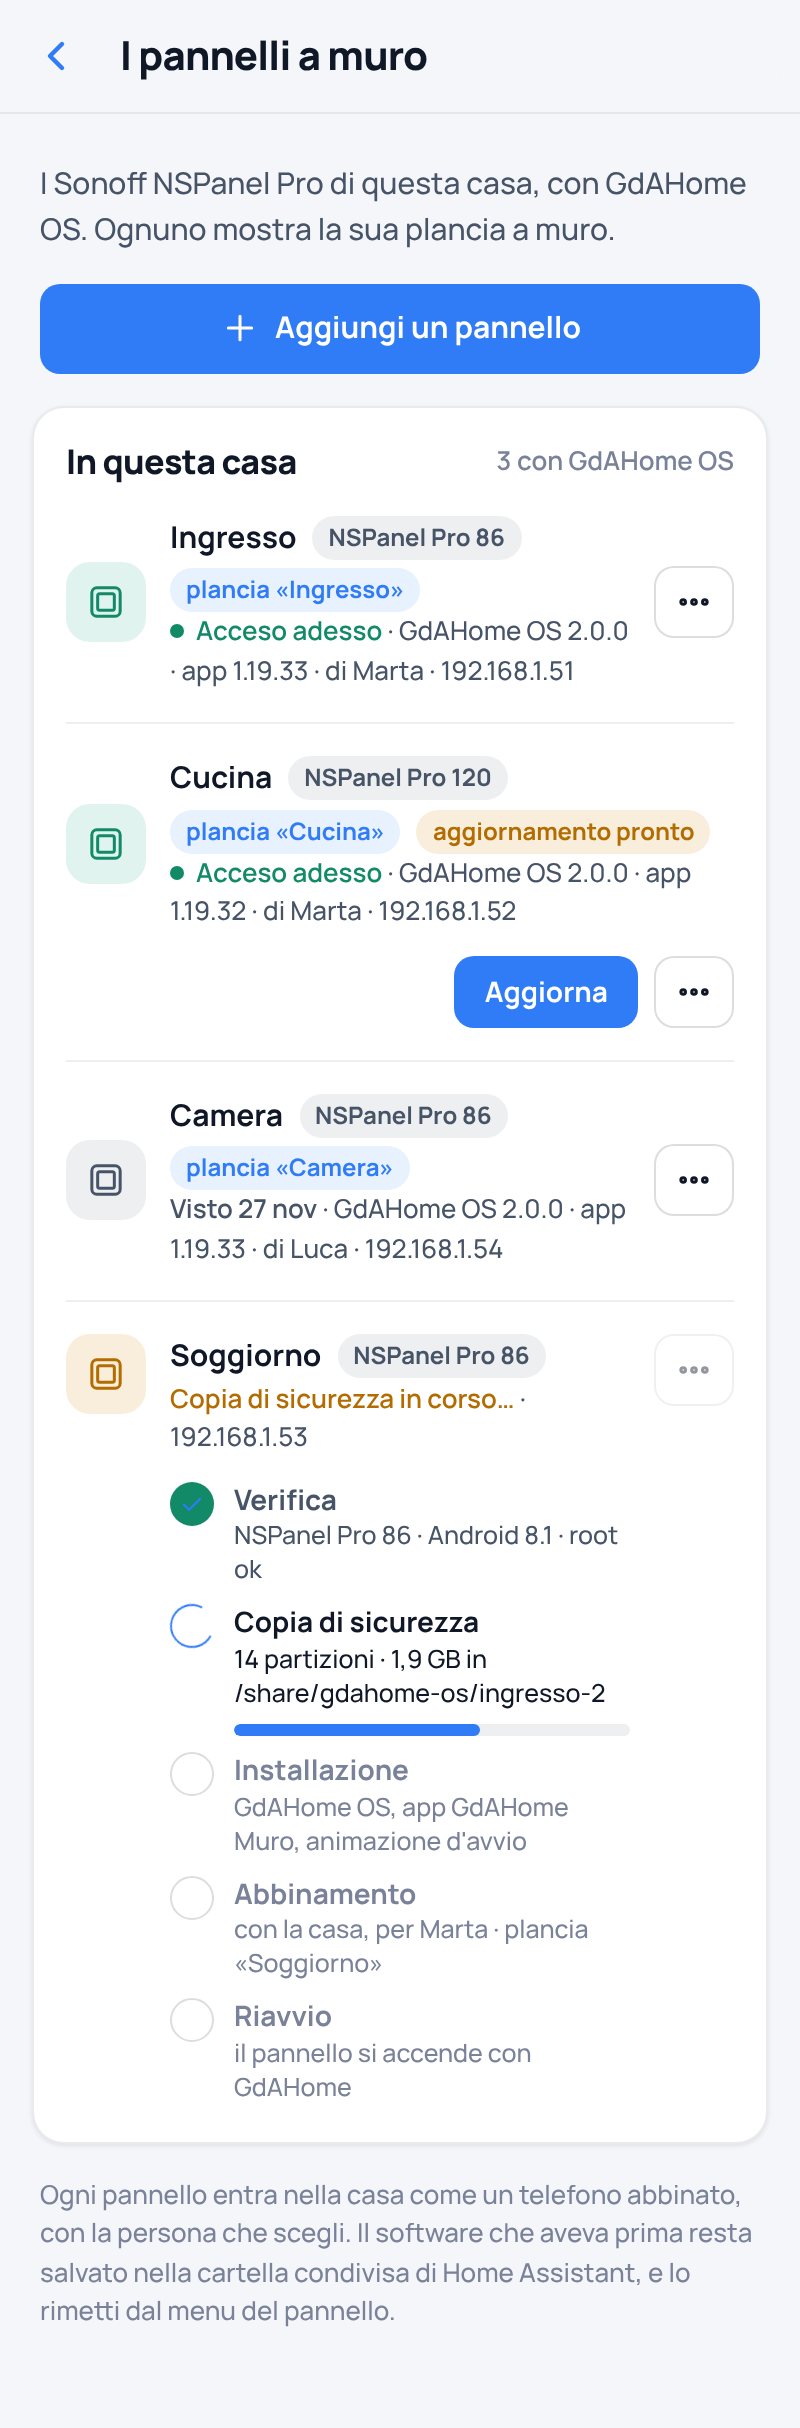 I pannelli a muro
I Sonoff NSPanel Pro di questa casa, con GdAHome
OS. Ognuno mostra la sua plancia a muro.
Aggiungi un pannello
In questa casa
3 con GdAHome OS
Ingresso NSPanel Pro 86
plancia «Ingresso»
Acceso adesso · GdAHome OS 2.0.0
· app 1.19.33 · di Marta · 192.168.1.51
Cucina NSPanel Pro 120
plancia «Cucina» aggiornamento pronto
Acceso adesso · GdAHome OS 2.0.0 · app
1.19.32 · di Marta · 192.168.1.52
Aggiorna
Camera NSPanel Pro 86
plancia «Camera»
Visto 27 nov · GdAHome OS 2.0.0 · app
1.19.33 · di Luca · 192.168.1.54
Soggiorno NSPanel Pro 86
Copia di sicurezza in corso… ·
192.168.1.53
Verifica
NSPanel Pro 86 · Android 8.1 · root
ok
Copia di sicurezza
14 partizioni · 1,9 GB in
/share/gdahome-os/ingresso-2
Installazione
GdAHome OS, app GdAHome
Muro, animazione d'avvio
Abbinamento
con la casa, per Marta · plancia
«Soggiorno»
Riavvio
il pannello si accende con
GdAHome
Ogni pannello entra nella casa come un telefono abbinato,
con la persona che scegli. Il software che aveva prima resta
salvato nella cartella condivisa di Home Assistant, e lo
rimetti dal menu del pannello.